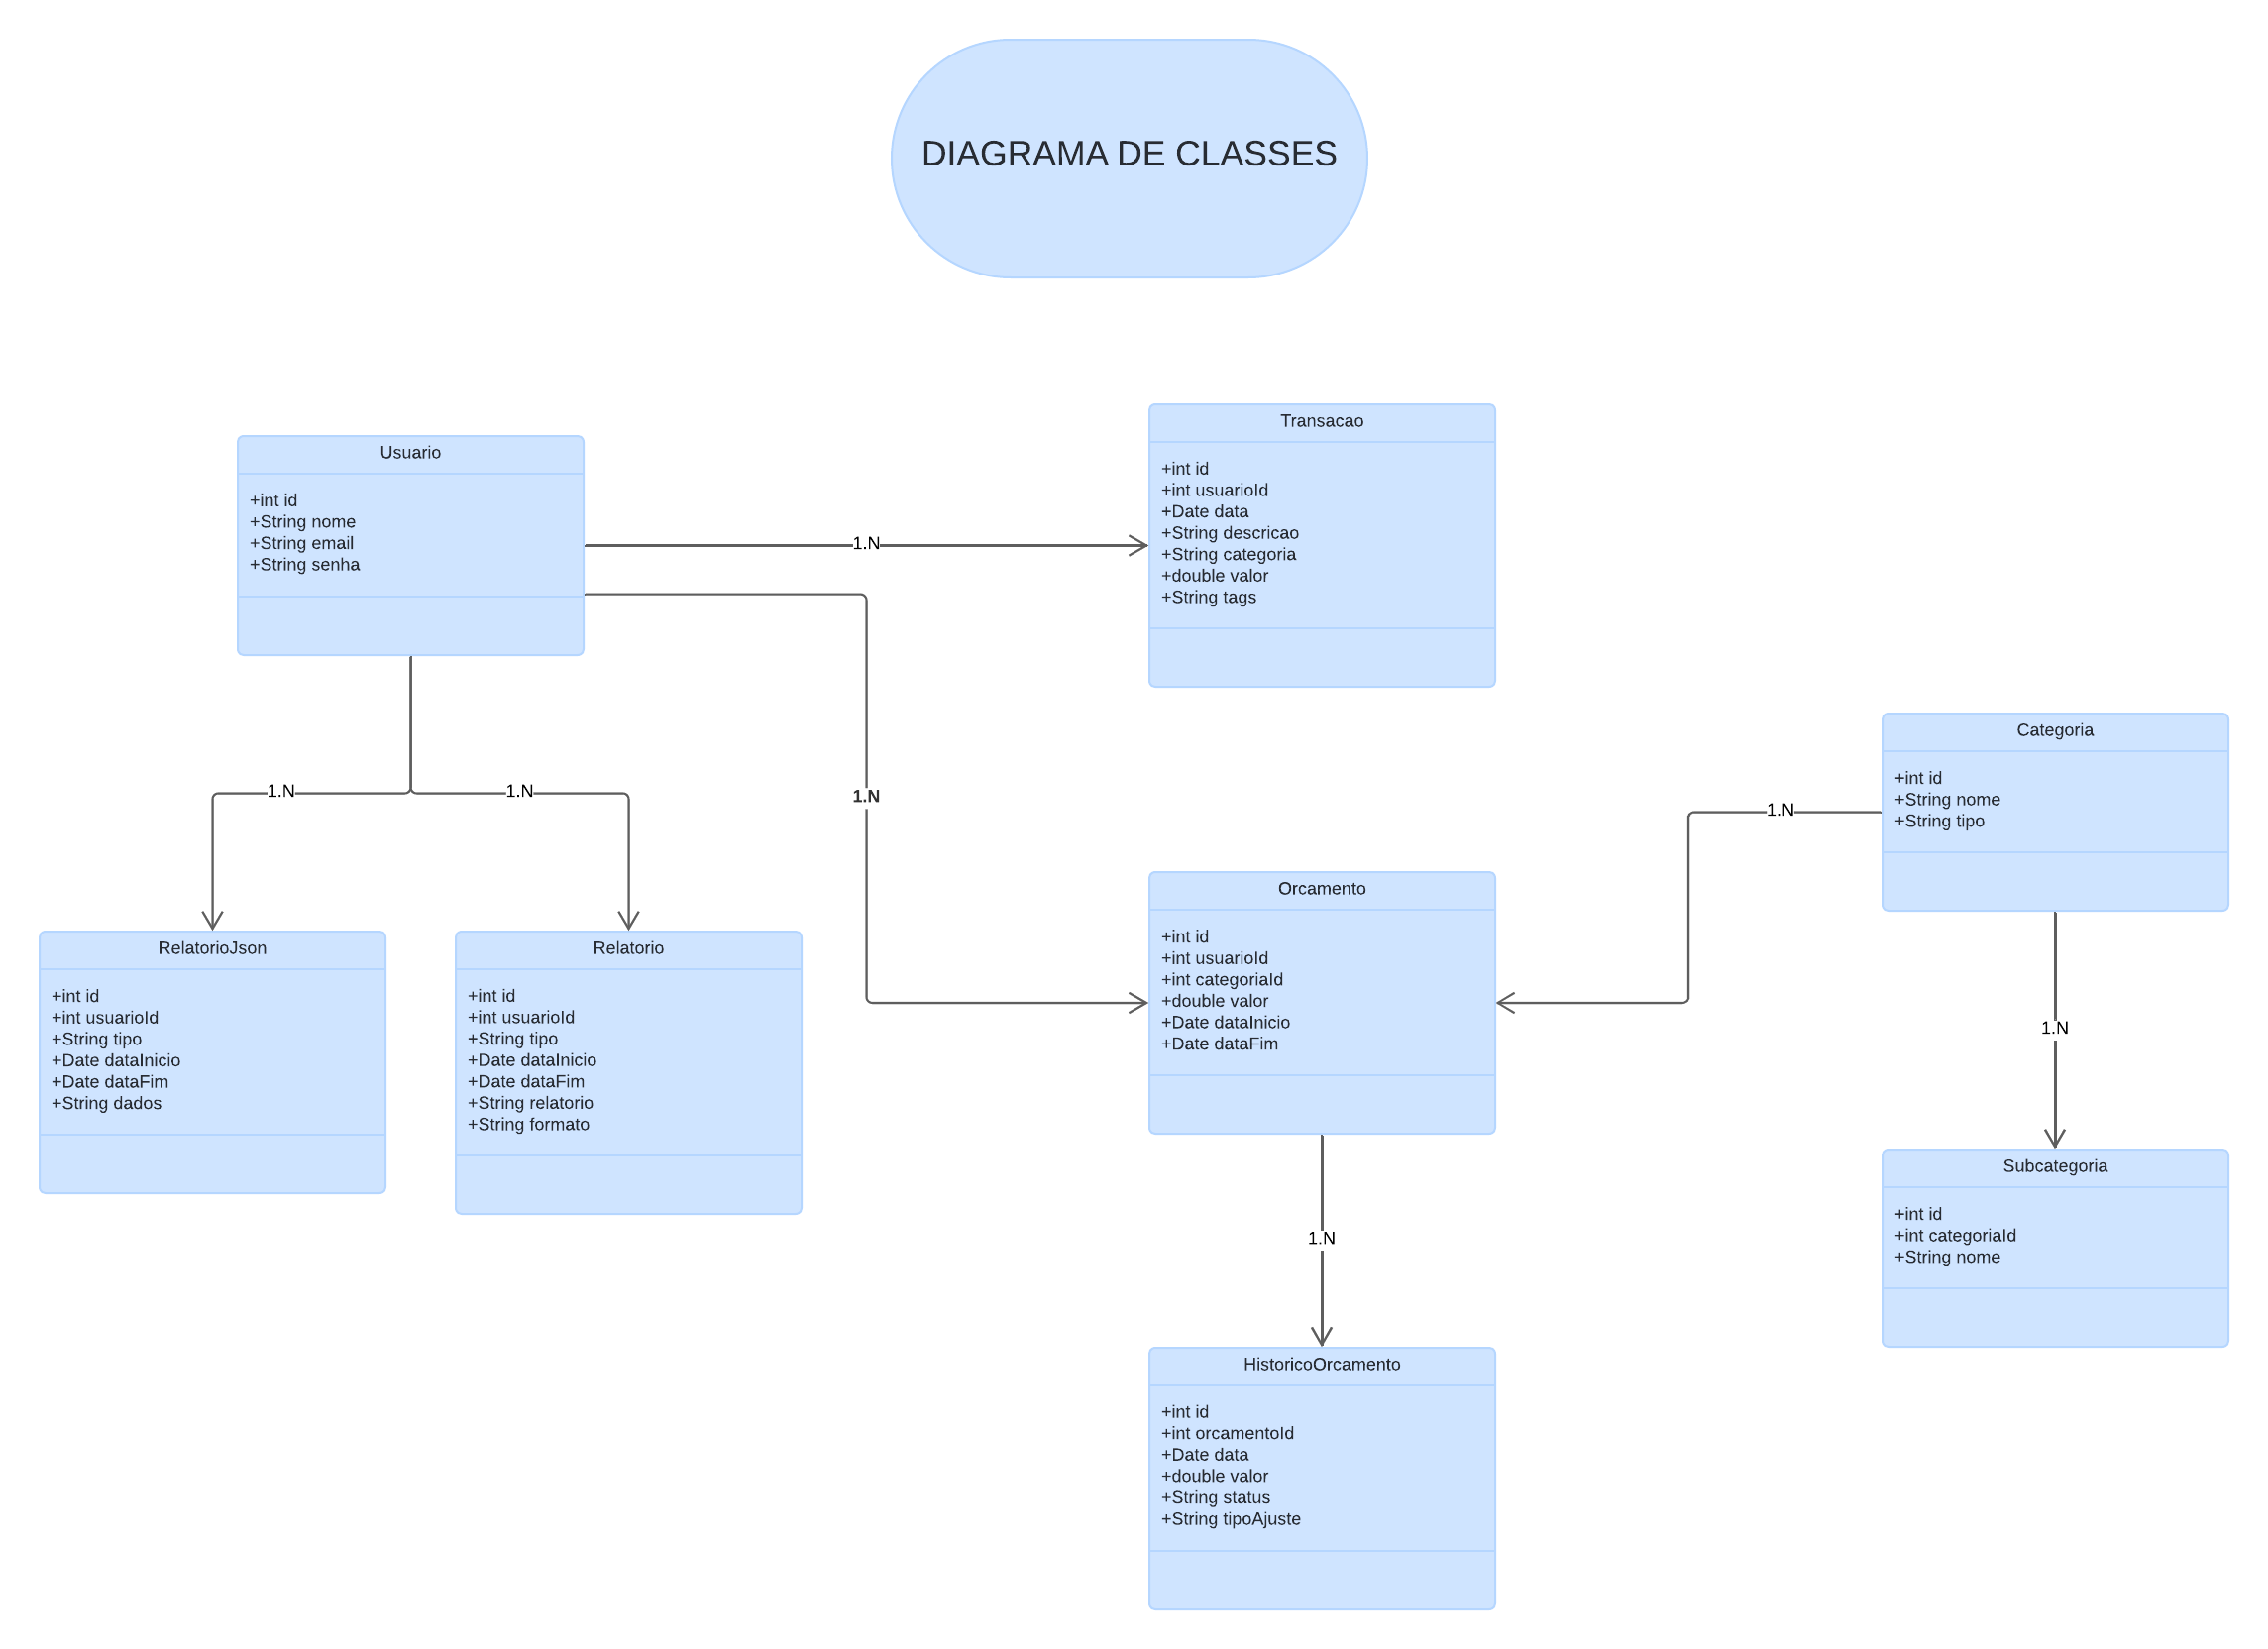 DIAGRAMA DE CLASSES
Usuario
+int id
+String nome
+String email
+String senha
1.N
Transacao
+int id
+int usuarioId
+Date data
+String descricao
+String categoria
+double valor
+String tags
1.N
1.N
1.N
RelatorioJson
+int id
+int usuarioId
+String tipo
+Date dataInicio
+Date dataFim
+String dados
Relatorio
+int id
+int usuarioId
+String tipo
+Date dataInicio
+Date dataFim
+String relatorio
+String formato
Orcamento
+int id
+int usuarioId
+int categoriaId
+double valor
+Date dataInicio
+Date dataFim
1.N
Categoria
+int id
+String nome
+String tipo
1.N
Subcategoria
+int id
+int categoriaId
+String nome
1.N
HistoricoOrcamento
+int id
+int orcamentoId
+Date data
+double valor
+String status
+String tipoAjuste